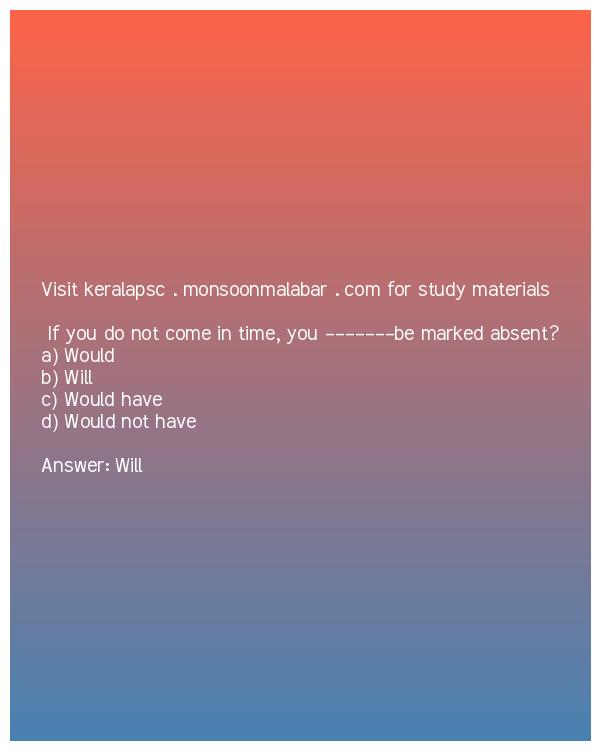 Visit keralapsc . monsoonmalabar . com for study materials
If you do not come in time, you -------be marked absent?
a) Would
b) Will
c) Would have
d) Would not have
Answer: Will